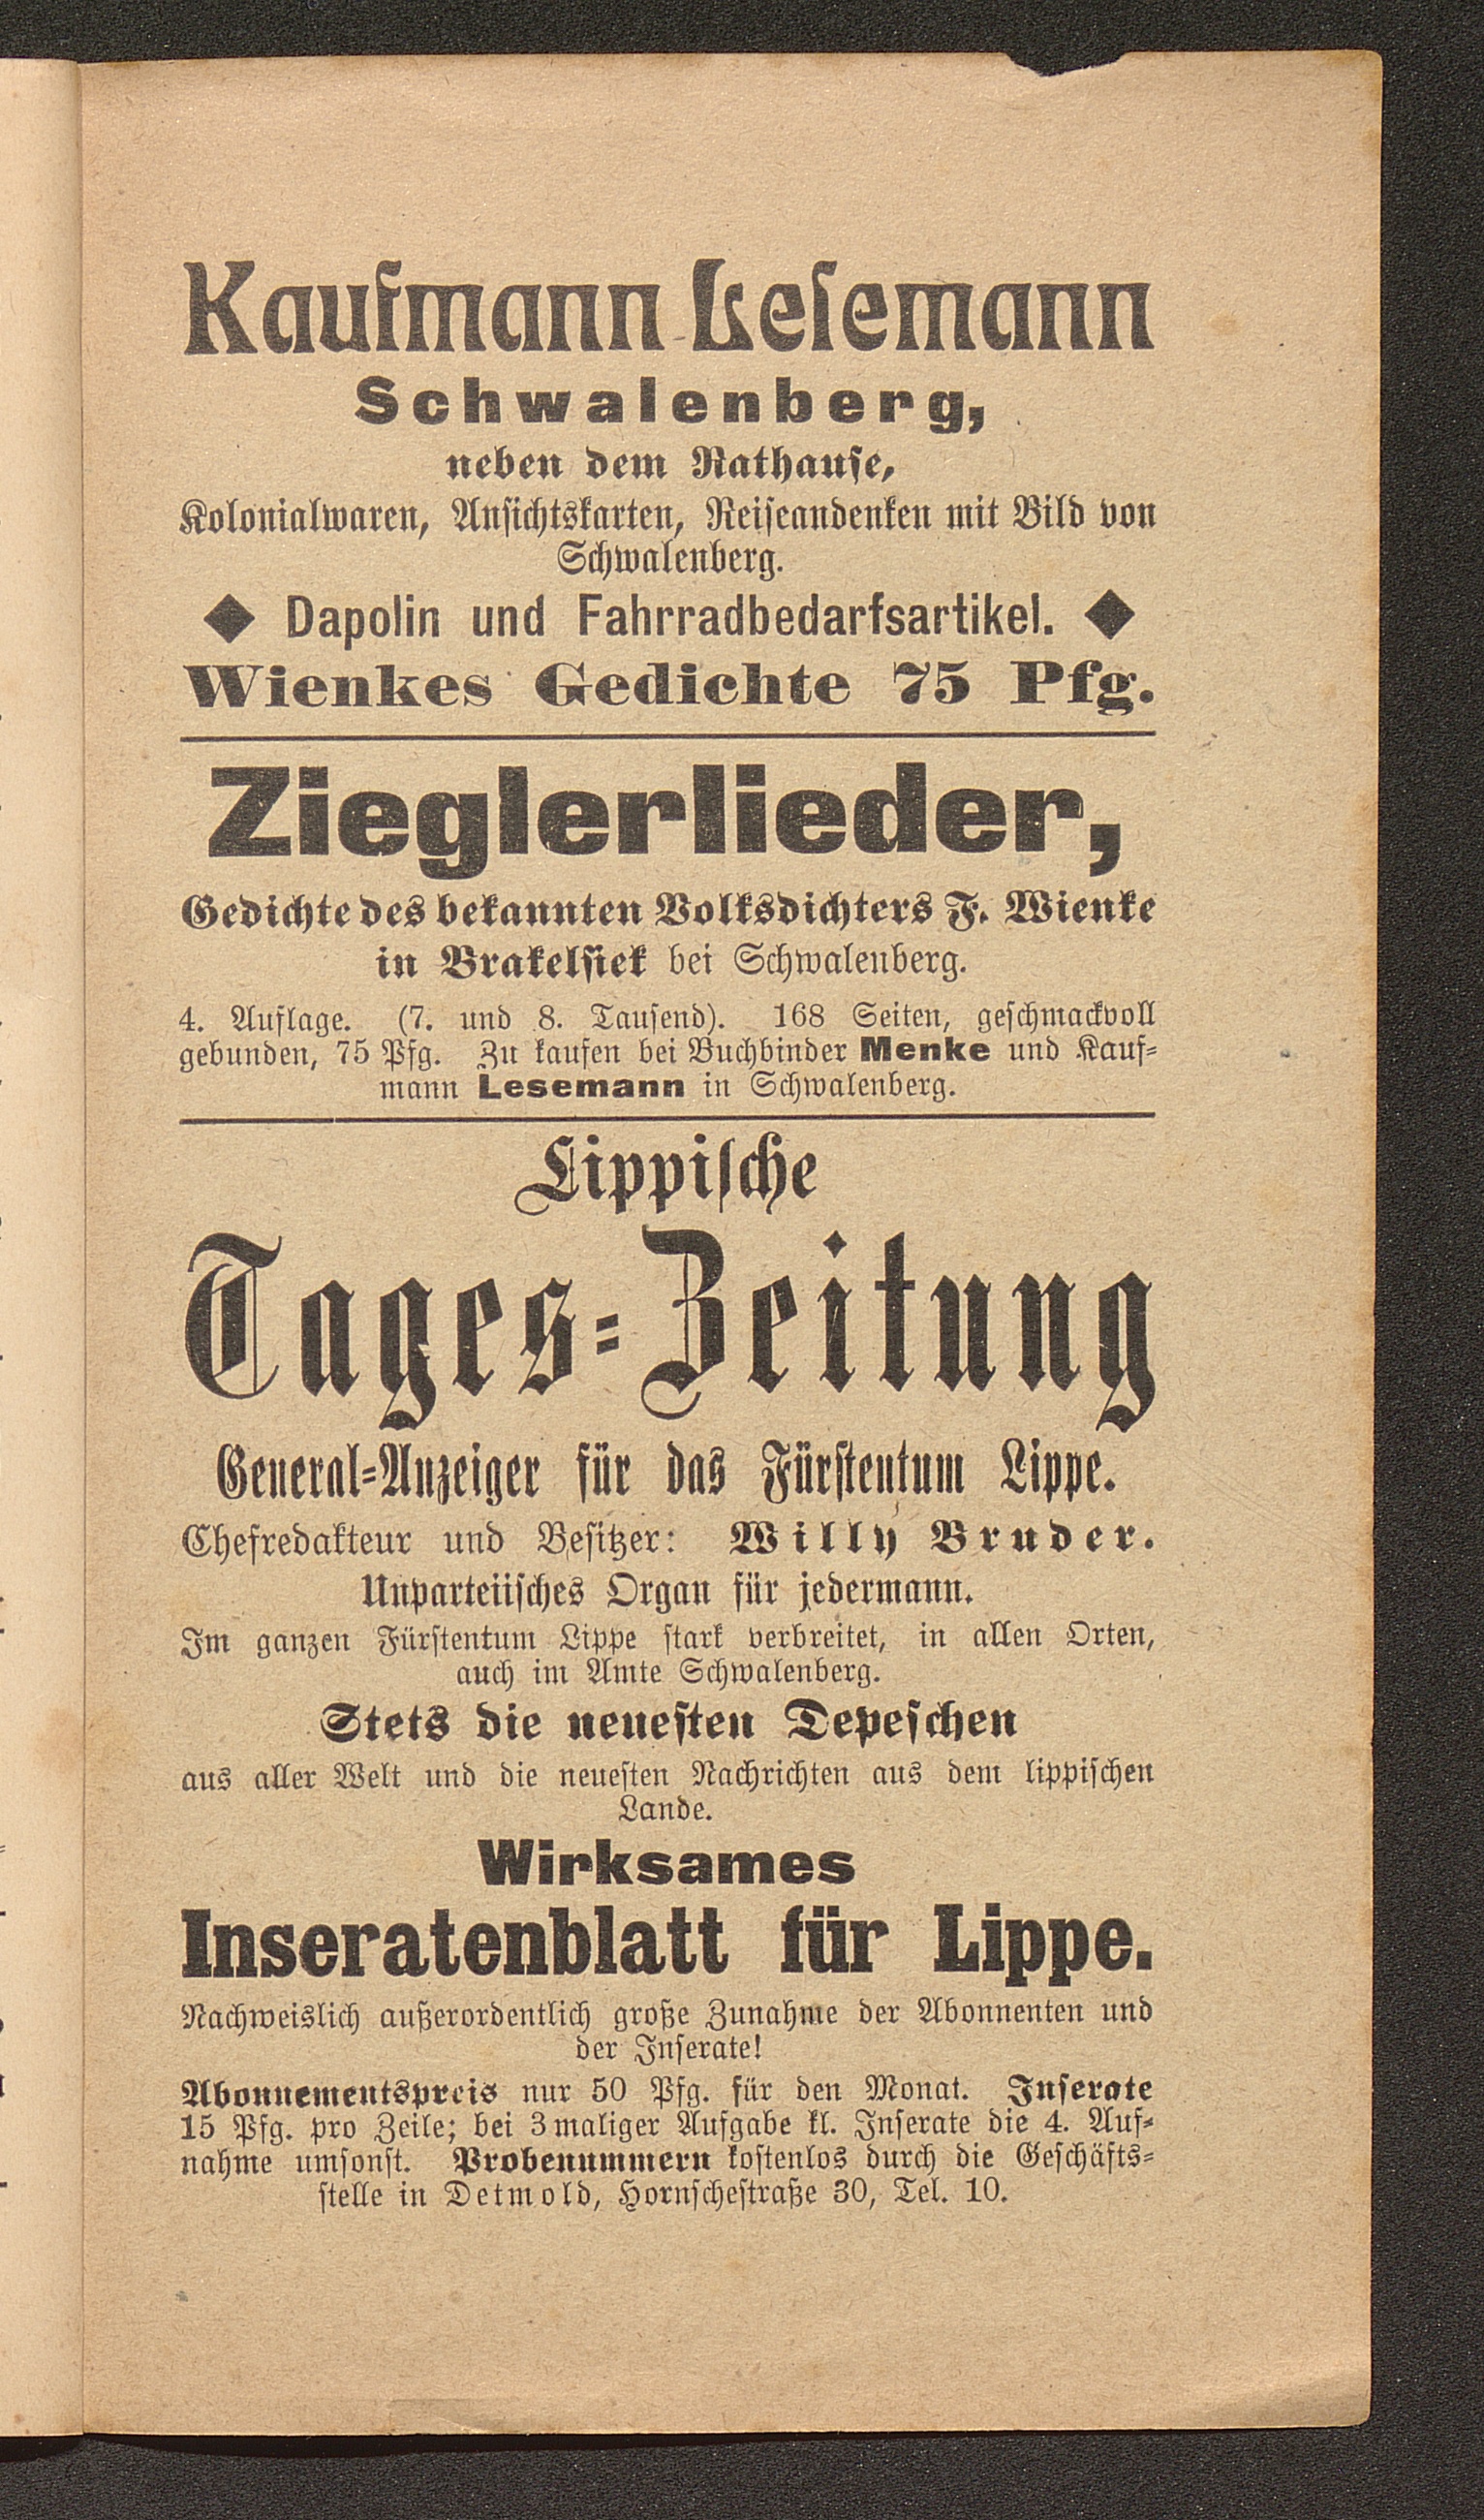 Kaufmann Lesemann
Schwalenberg,
neben dem Rathause,
Kolonialwaren, Ansichtskarten, Reiseandenken mit Bild von
Schwalenberg.
◆ Dapolin und Fahrradbedarfsartikel. ◆
Wienkes Gedichte 75 Pfg.
Zieglerlieder,
Gedichte des bekannten Volksdichters F. Wienke
in Brakelsiek bei Schwalenberg.
4. Auflage. (7. und 8. Tausend). 168 Seiten, geschmackvoll
gebunden, 75 Pfg. Zu kaufen bei Buchbinder Menke und Kauf-
mann Lesemann in Schwalenberg.
Lippische
Tages-Zeitung
General-Anzeiger für das Fürstentum Lippe.
Chefredakteur und Besitzer: Willy Bruder.
Unparteiisches Organ für jedermann.
Im ganzen Fürstentum Lippe stark verbreitet, in allen Orten,
auch im Amte Schwalenberg.
Stets die neuesten Depeschen
aus aller Welt und die neuesten Nachrichten aus dem lippischen
Lande.
Wirksames
Inseratenblatt für Lippe.
Nachweislich außerordentlich große Zunahme der Abonnenten und
der Inserate!
Abonnementspreis nur 50 Pfg. für den Monat. Inserate
15 Pfg. pro Zeile; bei 3maliger Aufgabe kl. Inserate die 4. Auf-
nahme umsonst. Probenummern kostenlos durch die Geschäfts-
stelle in Detmold, Hornschestraße 30, Tel. 10.